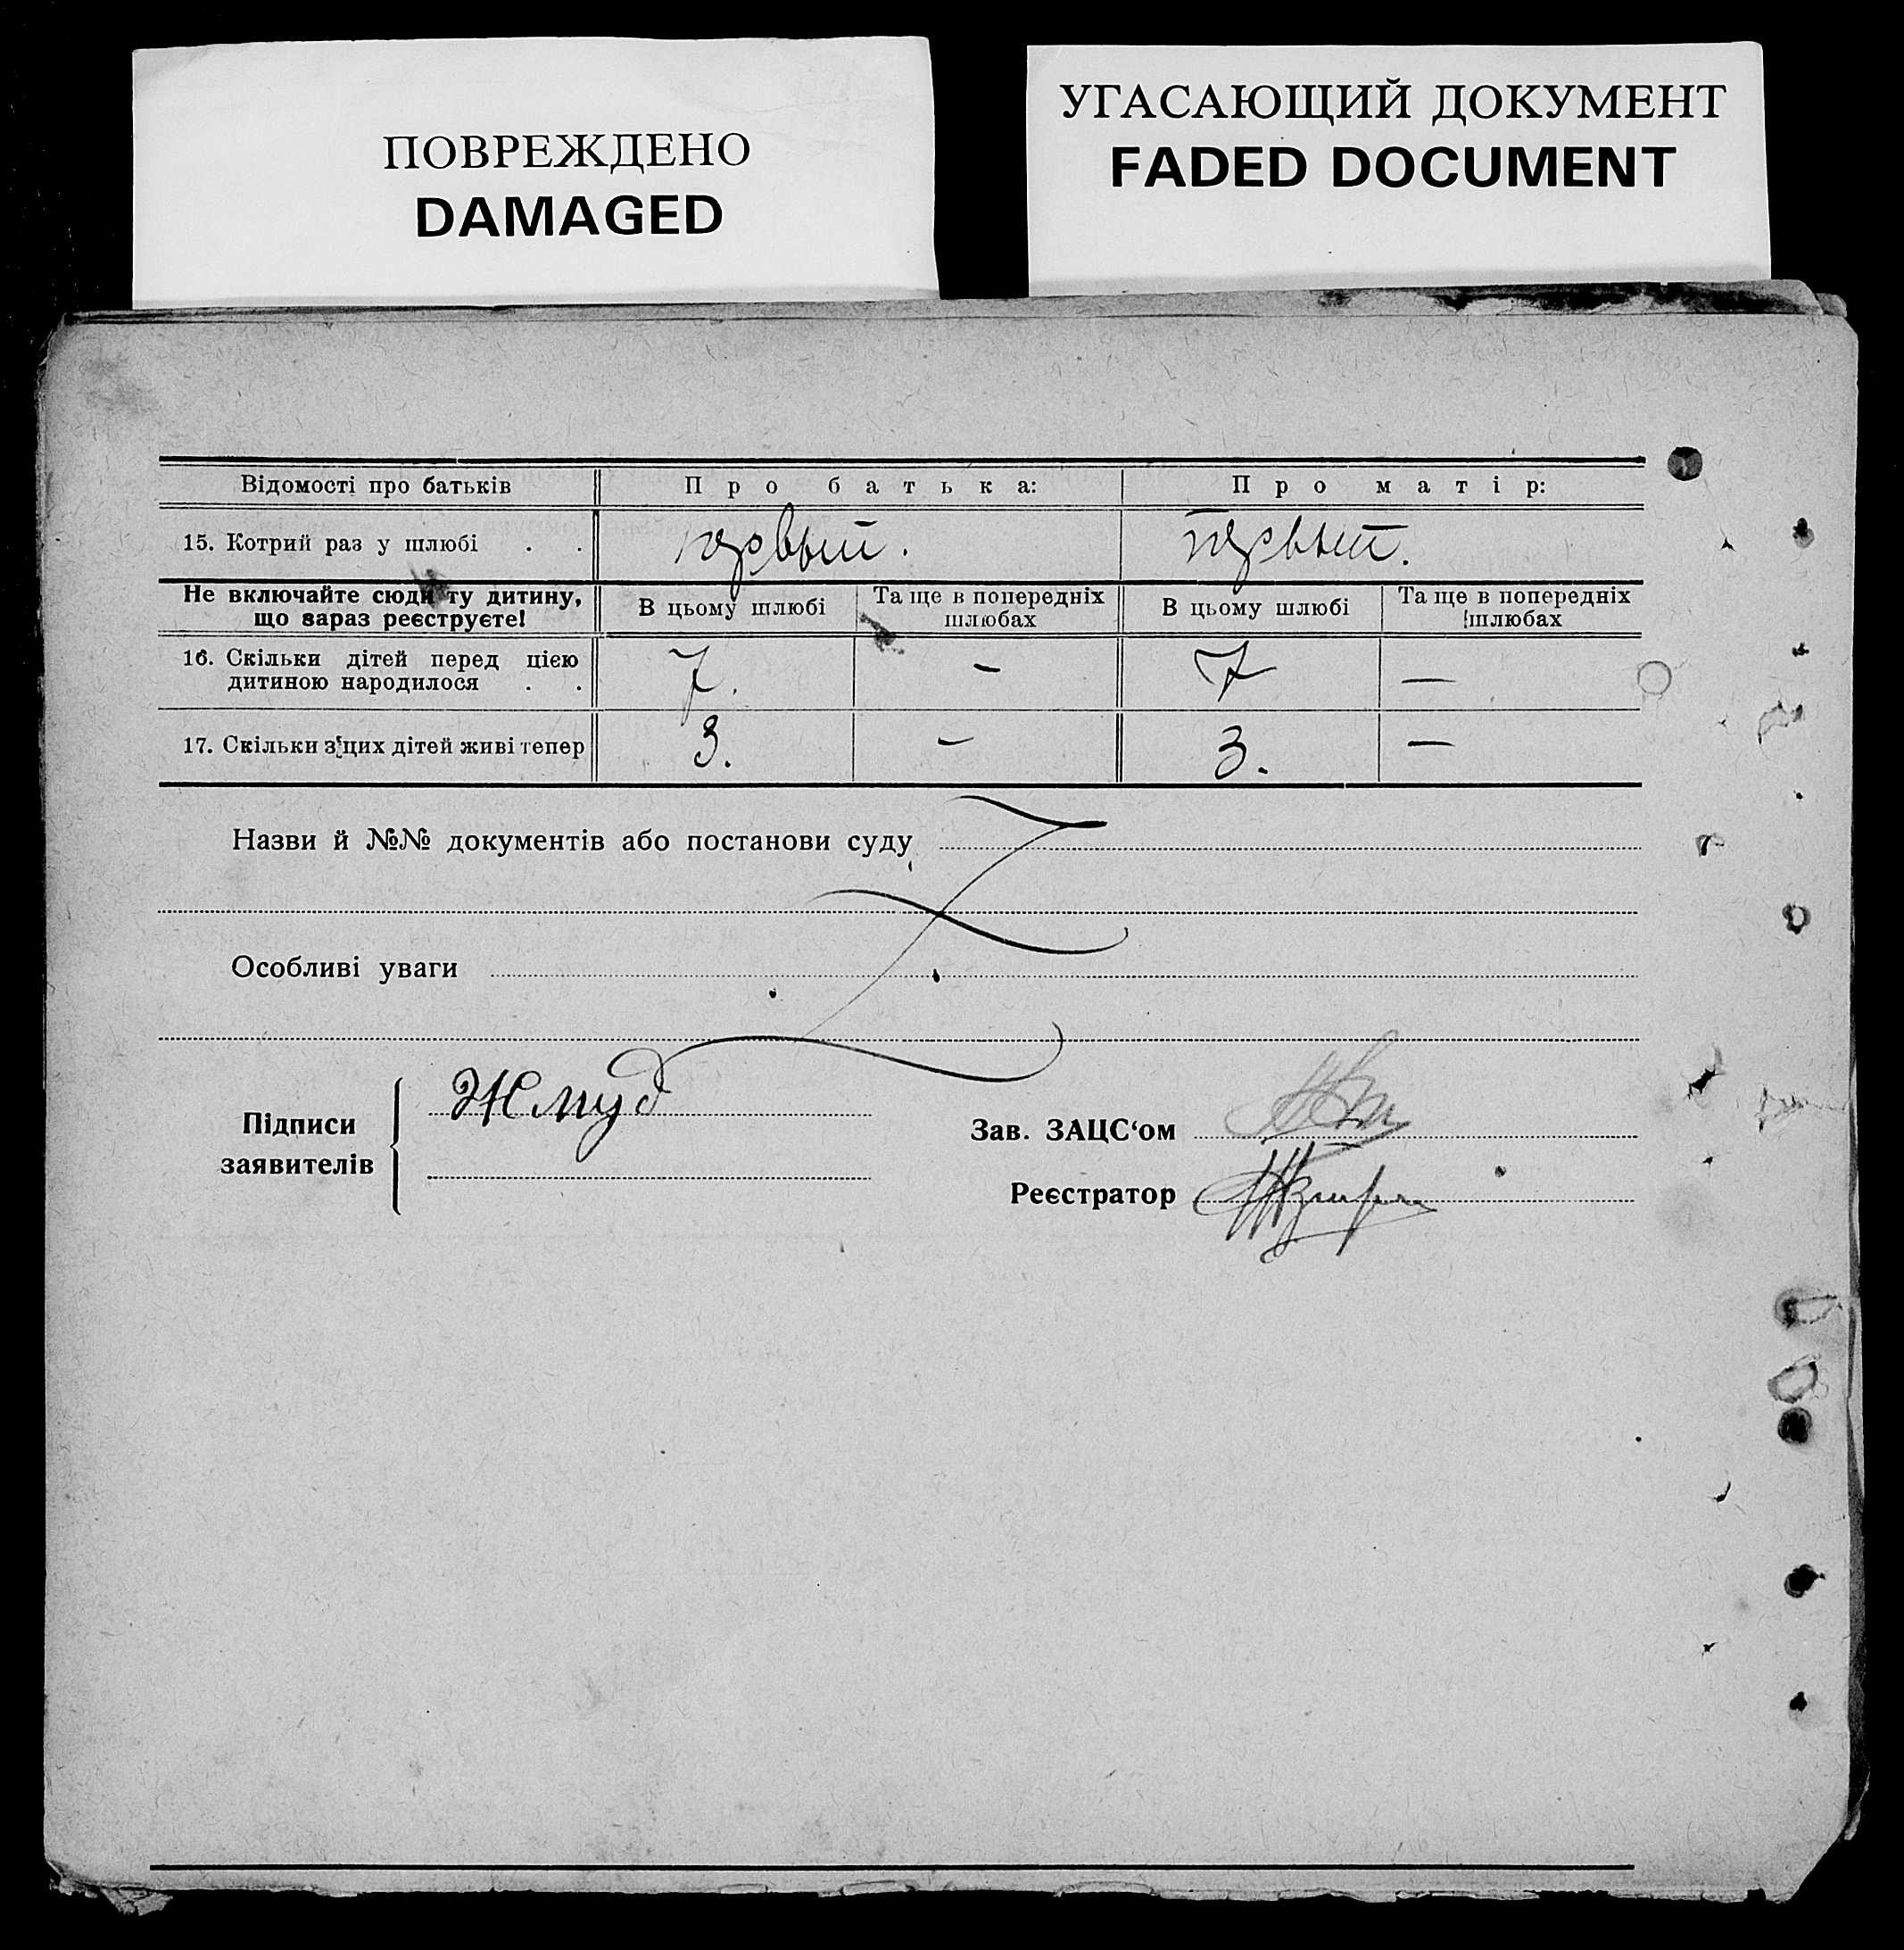 ПОВРЕЖДЕНО
DAMAGED
УГАСАЮЩИЙ ДОКУМЕНТ
FADED DOCUMENT
Відомості про батьків Про батька: Про матір:
15. Котрий раз у шлюбі . . первый. первый.
Не включайте сюди ту дитину, що зараз реєструєте! В цьому шлюбі Та ще в попередніх шлюбах В цьому шлюбі Та ще в попередніх шлюбах
16. Скільки дітей перед цією дитиною народилося . . 7. — 7 —
17. Скільки з цих дітей живі тепер 3. — 3. —
Назви й №№ документів або постанови суду
Особливі уваги
Підписи заявителів Жмуд
Зав. ЗАЦС‘ом
Реєстратор